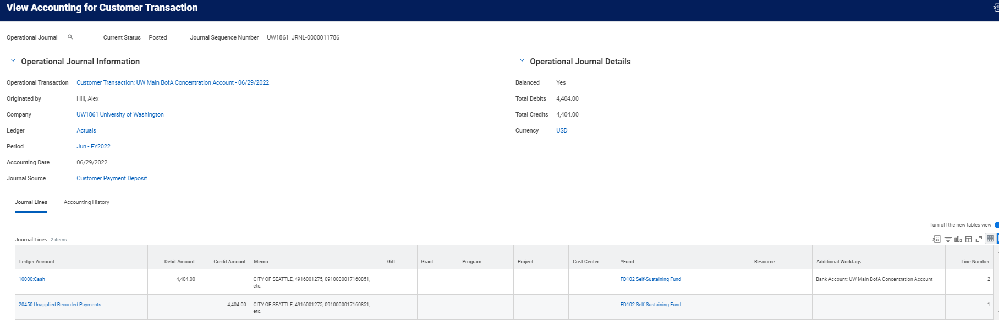 View Accounting for Customer Transaction
Operational Journal Current Status Posted Journal Sequence Number UW1861_JRNL-0000011786
Operational Journal Information
Operational Journal Details
Operational Transaction Customer Transaction: UW Main BofA Concentration Account - 06/29/2022
Balanced Yes
Originated by Hill, Alex
Total Debits 4,404.00
Company UW1861 University of Washington
Total Credits 4,404.00
Ledger Actuals
Currency USD
Period Jun - FY2022
Accounting Date 06/29/2022
Journal Source Customer Payment Deposit
Journal Lines Accounting History
Turn off the new tables view
Journal Lines 2 items
Ledger Account Debit Amount Credit Amount Memo Gift Grant Program Project Cost Center *Fund Resource Additional Worktags Line Number
10000:Cash 4,404.00 CITY OF SEATTLE, 4916001275, 0910000017160851, FD102 Self-Sustaining Fund Bank Account: UW Main BofA Concentration Account 2
etc.
20450:Unapplied Recorded Payments 4,404.00 CITY OF SEATTLE, 4916001275, 0910000017160851, FD102 Self-Sustaining Fund 1
etc.